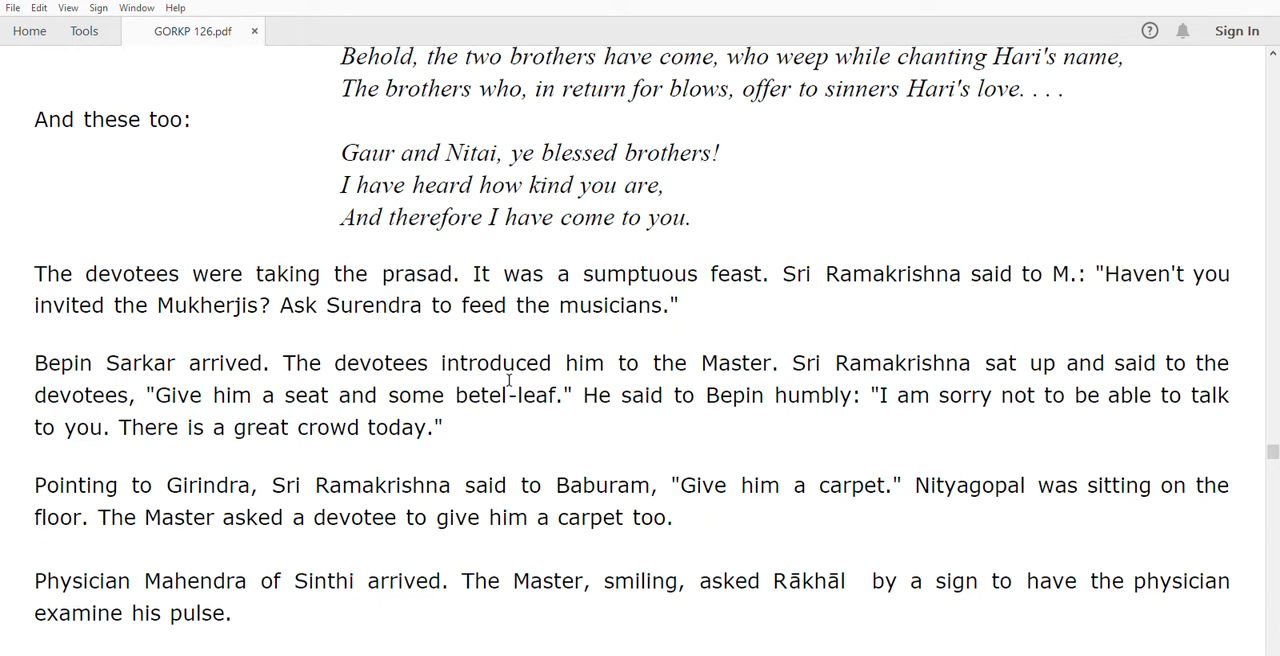 File Edit View Sign Window Help
Home Tools GORKP 126.pdf × ? Sign In
Behold, the two brothers have come, who weep while chanting Hari's name,
The brothers who, in return for blows, offer to sinners Hari's love. . . .
And these too:
Gaur and Nitai, ye blessed brothers!
I have heard how kind you are,
And therefore I have come to you.
The devotees were taking the prasad. It was a sumptuous feast. Sri Ramakrishna said to M.: "Haven't you
invited the Mukherjis? Ask Surendra to feed the musicians."
Bepin Sarkar arrived. The devotees introduced him to the Master. Sri Ramakrishna sat up and said to the
devotees, "Give him a seat and some betel-leaf." He said to Bepin humbly: "I am sorry not to be able to talk
to you. There is a great crowd today."
Pointing to Girindra, Sri Ramakrishna said to Baburam, "Give him a carpet." Nityagopal was sitting on the
floor. The Master asked a devotee to give him a carpet too.
Physician Mahendra of Sinthi arrived. The Master, smiling, asked Rākhāl by a sign to have the physician
examine his pulse.